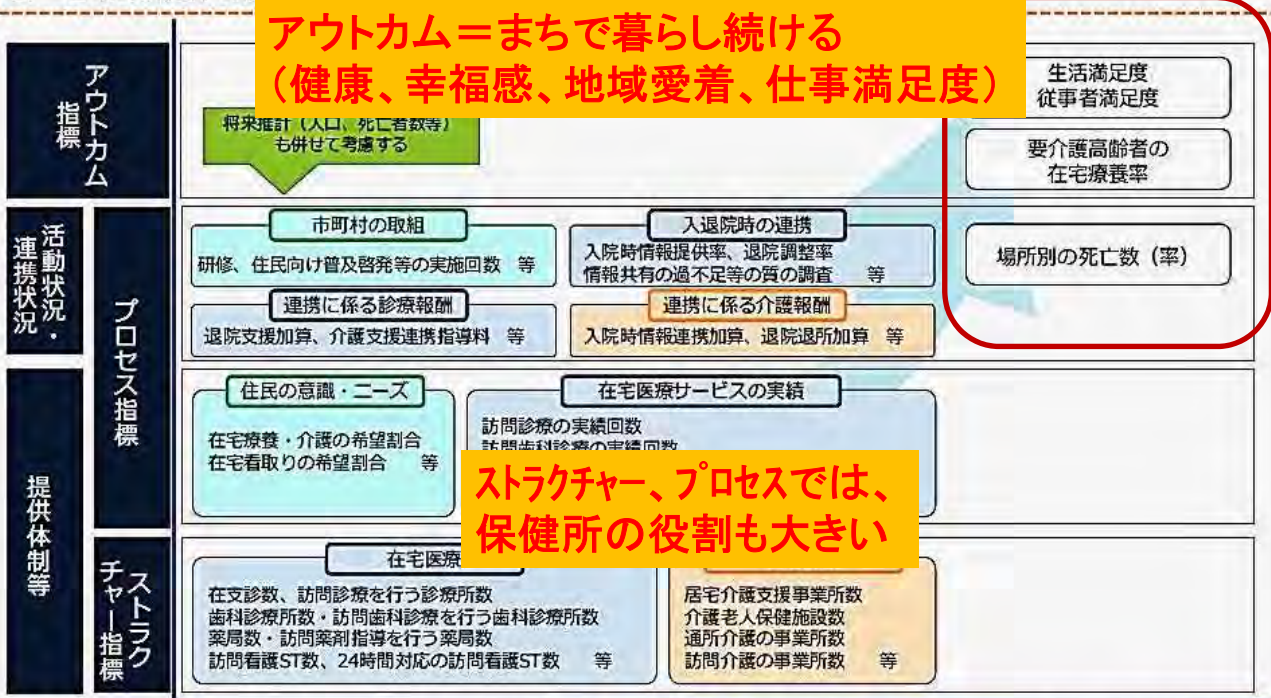 アウトカム＝まちで暮らし続ける
（健康、幸福感、地域愛着、仕事満足度）
アウトカム
指標
将来推計（人口、死亡者数等）
も併せて考慮する
生活満足度
従事者満足度
要介護高齢者の
在宅療養率
活動状況・
連携状況
プロセス指標
市町村の取組
研修、住民向け普及啓発等の実施回数　等
入退院時の連携
入院時情報提供率、退院調整率
情報共有の過不足等の質の調査　等
場所別の死亡数（率）
連携に係る診療報酬
退院支援加算、介護支援連携指導料　等
連携に係る介護報酬
入院時情報連携加算、退院退所加算　等
提供体制等
住民の意識・ニーズ
在宅療養・介護の希望割合
在宅看取りの希望割合　等
在宅医療サービスの実績
訪問診療の実績回数
訪問歯科診療の実績回数
ストラクチャー、プロセスでは、
保健所の役割も大きい
ストラク
チャー指標
在宅医療
在支診数、訪問診療を行う診療所数
歯科診療所数・訪問歯科診療を行う歯科診療所数
薬局数・訪問薬剤指導を行う薬局数
訪問看護ST数、24時間対応の訪問看護ST数　等
居宅介護支援事業所数
介護老人保健施設数
通所介護の事業所数
訪問介護の事業所数　等